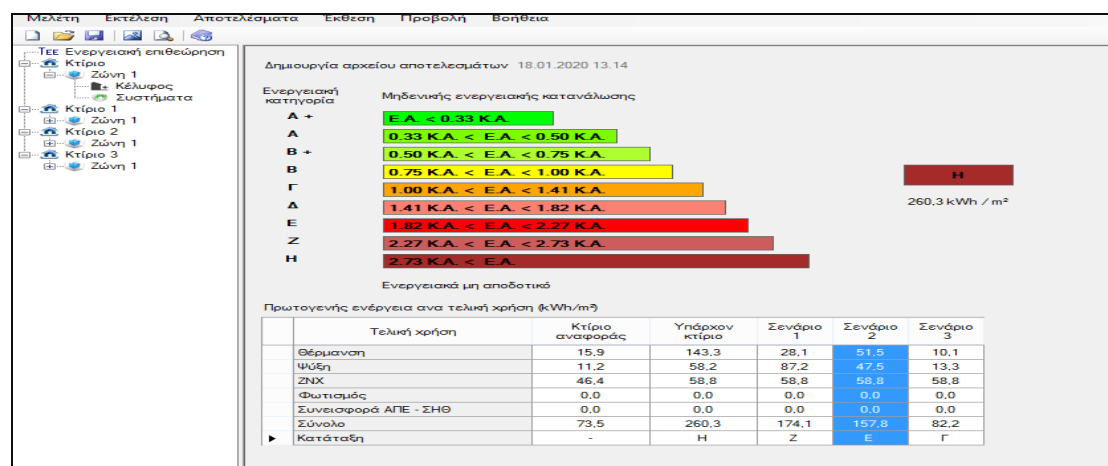 Μελέτη Εκτέλεση Αποτελέσματα Έκθεση Προβολή Βοήθεια
ΤΕΕ Ενεργειακή επιθεώρηση
Κτίριο
Ζώνη 1
Κέλυφος
Συστήματα
Κτίριο 1
Ζώνη 1
Κτίριο 2
Ζώνη 1
Κτίριο 3
Ζώνη 1
Δημιουργία αρχείου αποτελεσμάτων 18.01.2020 13.14
Ενεργειακή
κατηγορία
Μηδενικής ενεργειακής κατανάλωσης
Α + Ε.Α. < 0.33 Κ.Α.
Α 0.33 Κ.Α. < Ε.Α. < 0.50 Κ.Α.
Β + 0.50 Κ.Α. < Ε.Α. < 0.75 Κ.Α.
Β 0.75 Κ.Α. < Ε.Α. < 1.00 Κ.Α.
Γ 1.00 Κ.Α. < Ε.Α. < 1.41 Κ.Α.
Δ 1.41 Κ.Α. < Ε.Α. < 1.82 Κ.Α.
Ε 1.82 Κ.Α. < Ε.Α. < 2.27 Κ.Α.
Ζ 2.27 Κ.Α. < Ε.Α. < 2.73 Κ.Α.
Η 2.73 Κ.Α. < Ε.Α.
Η
260,3 kWh / m²
Ενεργειακά μη αποδοτικό
Πρωτογενής ενέργεια ανα τελική χρήση (kWh/m²)
Τελική χρήση Κτίριο αναφοράς Υπάρχον κτίριο Σενάριο 1 Σενάριο 2 Σενάριο 3
Θέρμανση 15,9 143,3 28,1 51,5 10,1
Ψύξη 11,2 58,2 87,2 47,5 13,3
ΖΝΧ 46,4 58,8 58,8 58,8 58,8
Φωτισμός 0,0 0,0 0,0 0,0 0,0
Συνεισφορά ΑΠΕ - ΣΗΘ 0,0 0,0 0,0 0,0 0,0
Σύνολο 73,5 260,3 174,1 157,8 82,2
Κατάταξη - Η Ζ Ε Γ